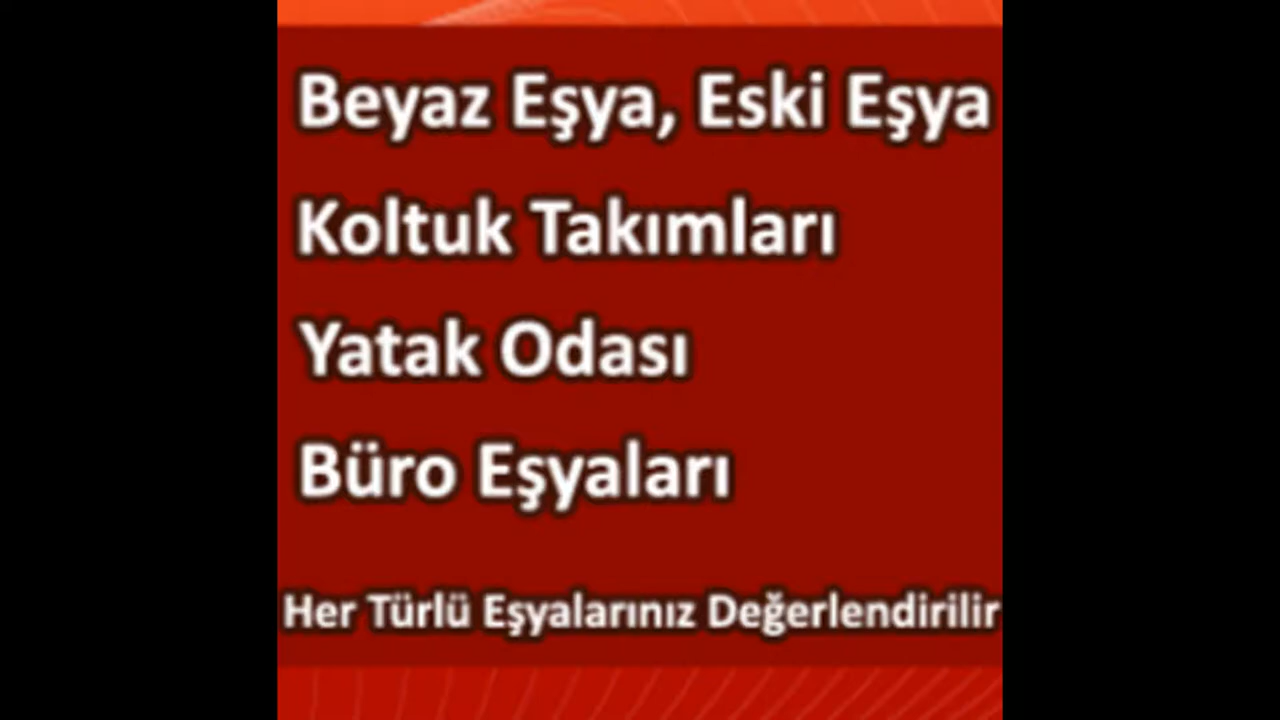 Beyaz Eşya, Eski Eşya
Koltuk Takımları
Yatak Odası
Büro Eşyaları
Her Türlü Eşyalarınız Değerlendirilir